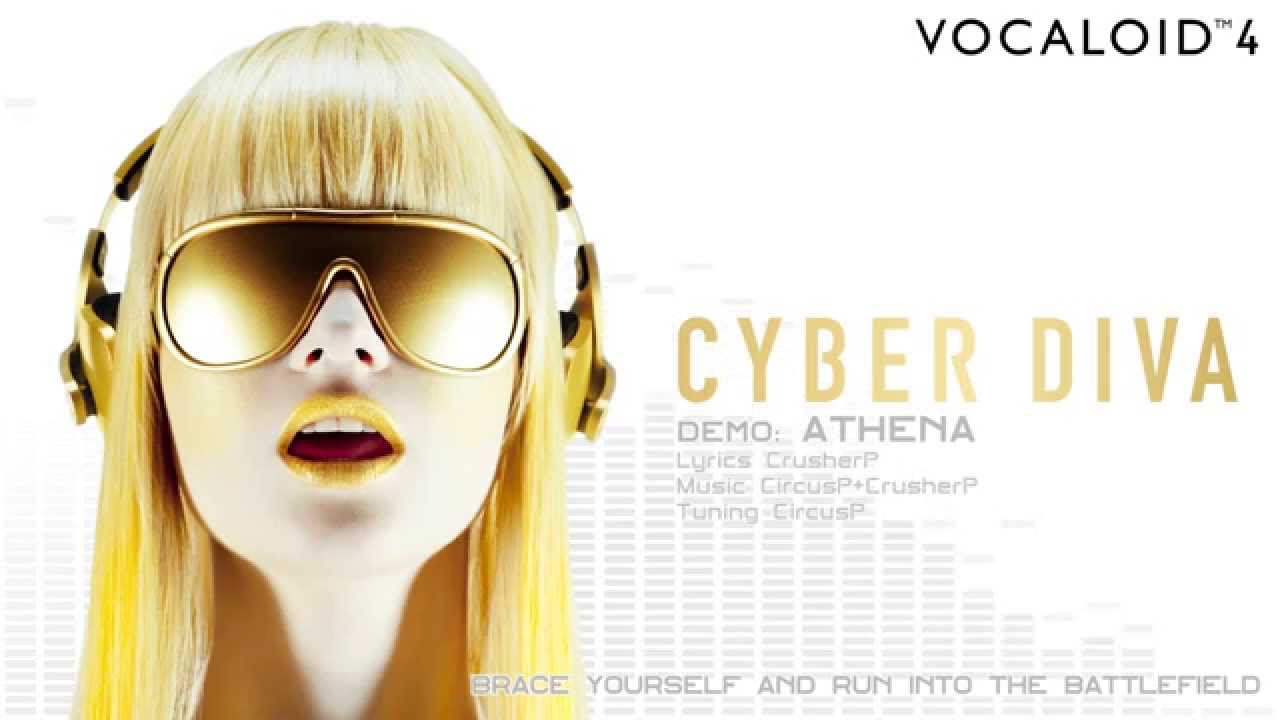 VOCALOID™4
CYBER DIVA
DEMO: ATHENA
Lyrics CrusherP
Music CircusP+CrusherP
Tuning CircusP
BRACE YOURSELF AND RUN INTO THE BATTLEFIELD